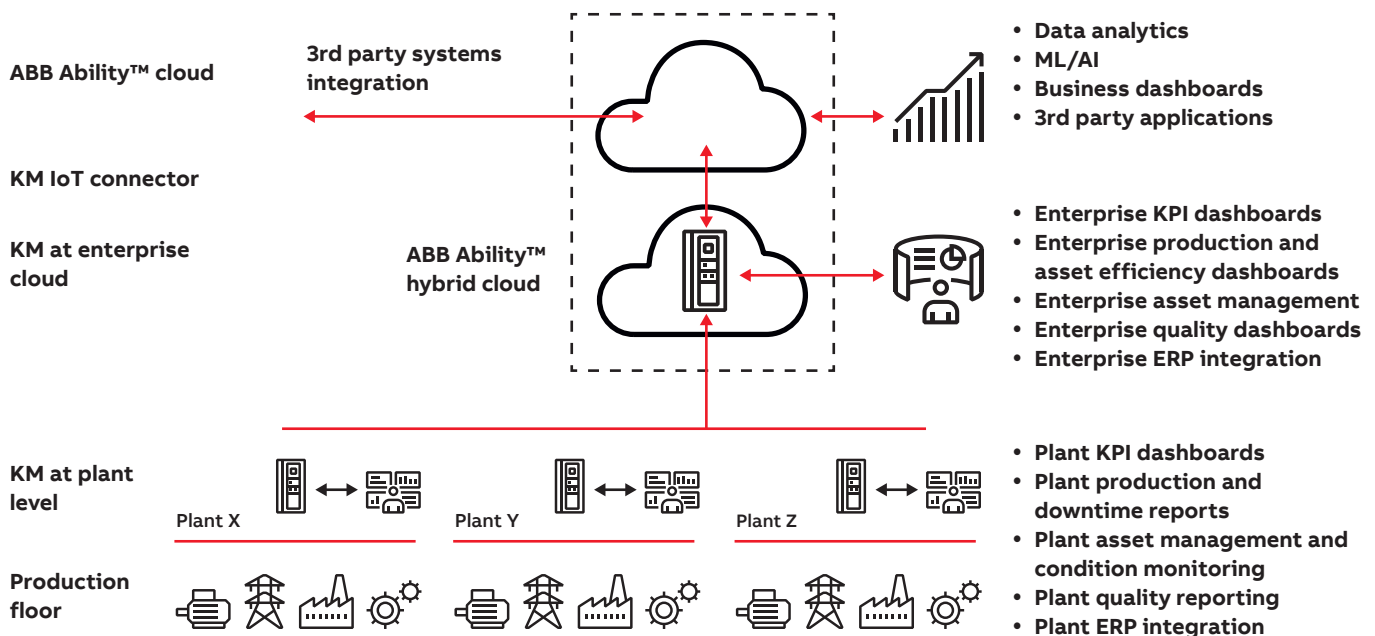 ABB Ability™ cloud
3rd party systems
integration
• Data analytics
• ML/AI
• Business dashboards
• 3rd party applications
KM IoT connector
KM at enterprise
cloud
ABB Ability™
hybrid cloud
• Enterprise KPI dashboards
• Enterprise production and
asset efficiency dashboards
• Enterprise asset management
• Enterprise quality dashboards
• Enterprise ERP integration
KM at plant
level
Plant X
Plant Y
Plant Z
• Plant KPI dashboards
• Plant production and
downtime reports
• Plant asset management and
condition monitoring
• Plant quality reporting
• Plant ERP integration
Production
floor